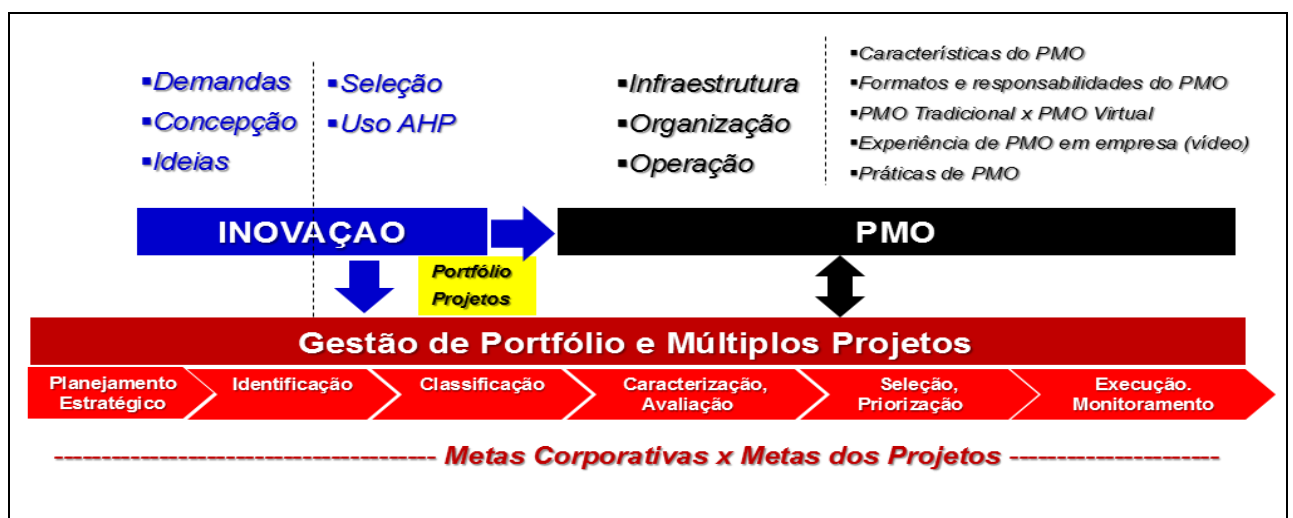 ▪Demandas
▪Concepção
▪Ideias
▪Seleção
▪Uso AHP
▪Infraestrutura
▪Organização
▪Operação
▪Características do PMO
▪Formatos e responsabilidades do PMO
▪PMO Tradicional x PMO Virtual
▪Experiência de PMO em empresa (vídeo)
▪Práticas de PMO
INOVAÇAO
PMO
Portfólio
Projetos
Gestão de Portfólio e Múltiplos Projetos
Planejamento
Estratégico
Identificação
Classificação
Caracterização,
Avaliação
Seleção,
Priorização
Execução.
Monitoramento
Metas Corporativas x Metas dos Projetos